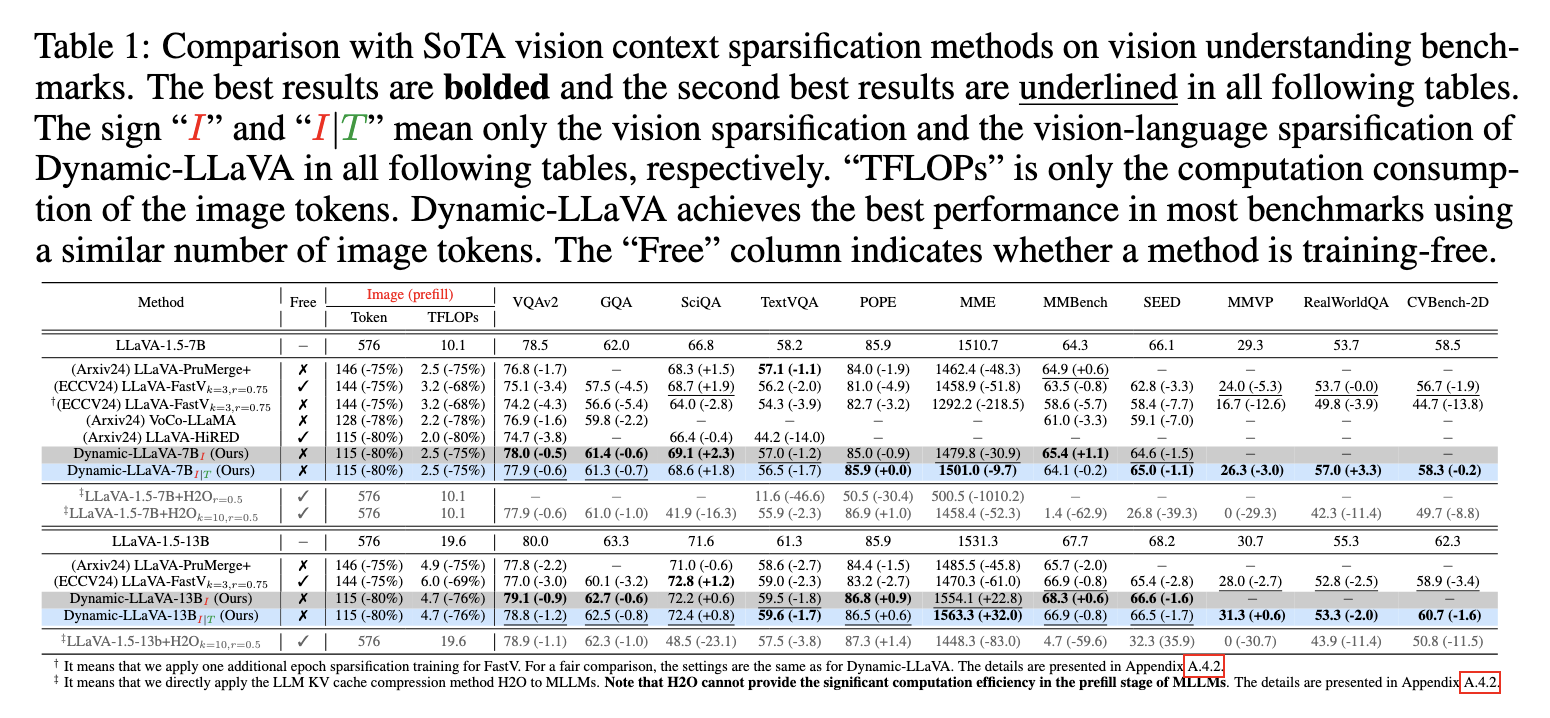 Table 1: Comparison with SoTA vision context sparsification methods on vision understanding bench-
marks. The best results are bolded and the second best results are underlined in all following tables.
The sign “I” and “I|T” mean only the vision sparsification and the vision-language sparsification of
Dynamic-LLaVA in all following tables, respectively. “TFLOPs” is only the computation consump-
tion of the image tokens. Dynamic-LLaVA achieves the best performance in most benchmarks using
a similar number of image tokens. The “Free” column indicates whether a method is training-free.
Method Free Image (prefill) VQAv2 GQA SciQA TextVQA POPE MME MMBench SEED MMVP RealWorldQA CVBench-2D
Token TFLOPs
LLaVA-1.5-7B – 576 10.1 78.5 62.0 66.8 58.2 85.9 1510.7 64.3 66.1 29.3 53.7 58.5
(Arxiv24) LLaVA-PruMerge+ ✗ 146 (-75%) 2.5 (-75%) 76.8 (-1.7) – 68.3 (+1.5) 57.1 (-1.1) 84.0 (-1.9) 1462.4 (-48.3) 64.9 (+0.6) – – – –
(ECCV24) LLaVA-FastV k=3,r=0.75 ✓ 144 (-75%) 3.2 (-68%) 75.1 (-3.4) 57.5 (-4.5) 68.7 (+1.9) 56.2 (-2.0) 81.0 (-4.9) 1458.9 (-51.8) 63.5 (-0.8) 62.8 (-3.3) 24.0 (-5.3) 53.7 (-0.0) 56.7 (-1.9)
†(ECCV24) LLaVA-FastV k=3,r=0.75 ✗ 144 (-75%) 3.2 (-68%) 74.2 (-4.3) 56.6 (-5.4) 64.0 (-2.8) 54.3 (-3.9) 82.7 (-3.2) 1292.2 (-218.5) 58.6 (-5.7) 58.4 (-7.7) 16.7 (-12.6) 49.8 (-3.9) 44.7 (-13.8)
(Arxiv24) VoCo-LLaMA ✗ 128 (-78%) 2.2 (-78%) 76.9 (-1.6) 59.8 (-2.2) – – – – 61.0 (-3.3) 59.1 (-7.0) – – –
(Arxiv24) LLaVA-HiRED ✓ 115 (-80%) 2.0 (-80%) 74.7 (-3.8) – 66.4 (-0.4) 44.2 (-14.0) – – – – – – –
Dynamic-LLaVA-7B I (Ours) ✗ 115 (-80%) 2.5 (-75%) 78.0 (-0.5) 61.4 (-0.6) 69.1 (+2.3) 57.0 (-1.2) 85.0 (-0.9) 1479.8 (-30.9) 65.4 (+1.1) 64.6 (-1.5) – – –
Dynamic-LLaVA-7B I|T (Ours) ✗ 115 (-80%) 2.5 (-75%) 77.9 (-0.6) 61.3 (-0.7) 68.6 (+1.8) 56.5 (-1.7) 85.9 (+0.0) 1501.0 (-9.7) 64.1 (-0.2) 65.0 (-1.1) 26.3 (-3.0) 57.0 (+3.3) 58.3 (-0.2)
‡LLaVA-1.5-7B+H2O r=0.5 ✓ 576 10.1 – – – 11.6 (-46.6) 50.5 (-30.4) 500.5 (-1010.2) – – – – –
‡LLaVA-1.5-7B+H2O k=10,r=0.5 ✓ 576 10.1 77.9 (-0.6) 61.0 (-1.0) 41.9 (-16.3) 55.9 (-2.3) 86.9 (+1.0) 1458.4 (-52.3) 1.4 (-62.9) 26.8 (-39.3) 0 (-29.3) 42.3 (-11.4) 49.7 (-8.8)
LLaVA-1.5-13B – 576 19.6 80.0 63.3 71.6 61.3 85.9 1531.3 67.7 68.2 30.7 55.3 62.3
(Arxiv24) LLaVA-PruMerge+ ✗ 146 (-75%) 4.9 (-75%) 77.8 (-2.2) – 71.0 (-0.6) 58.6 (-2.7) 84.4 (-1.5) 1485.5 (-45.8) 65.7 (-2.0) – – – –
(ECCV24) LLaVA-FastV k=3,r=0.75 ✓ 144 (-75%) 6.0 (-69%) 77.0 (-3.0) 60.1 (-3.2) 72.8 (+1.2) 59.0 (-2.3) 83.2 (-2.7) 1470.3 (-61.0) 66.9 (-0.8) 65.4 (-2.8) 28.0 (-2.7) 52.8 (-2.5) 58.9 (-3.4)
Dynamic-LLaVA-13B I (Ours) ✗ 115 (-80%) 4.7 (-76%) 79.1 (-0.9) 62.7 (-0.6) 72.2 (+0.6) 59.5 (-1.8) 86.8 (+0.9) 1554.1 (+22.8) 68.3 (+0.6) 66.6 (-1.6) – – –
Dynamic-LLaVA-13B I|T (Ours) ✗ 115 (-80%) 4.7 (-76%) 78.8 (-1.2) 62.5 (-0.8) 72.4 (+0.8) 59.6 (-1.7) 86.5 (+0.6) 1563.3 (+32.0) 66.9 (-0.8) 66.5 (-1.7) 31.3 (+0.6) 53.3 (-2.0) 60.7 (-1.6)
‡LLaVA-1.5-13b+H2O k=10,r=0.5 ✓ 576 19.6 78.9 (-1.1) 62.3 (-1.0) 48.5 (-23.1) 57.5 (-3.8) 87.3 (+1.4) 1448.3 (-83.0) 4.7 (-59.6) 32.3 (35.9) 0 (-30.7) 43.9 (-11.4) 50.8 (-11.5)
† It means that we apply one additional epoch sparsification training for FastV. For a fair comparison, the settings are the same as for Dynamic-LLaVA. The details are presented in Appendix A.4.2.
‡ It means that we directly apply the LLM KV cache compression method H2O to MLLMs. Note that H2O cannot provide the significant computation efficiency in the prefill stage of MLLMs. The details are presented in Appendix A.4.2.